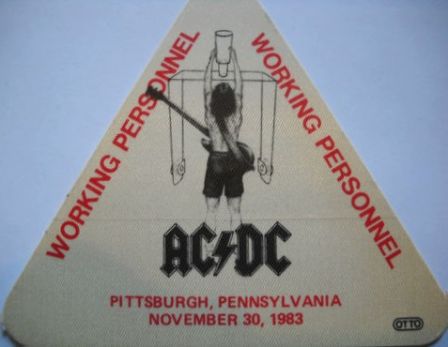 WORKING PERSONNEL
WORKING PERSONNEL
AC⚡DC
PITTSBURGH, PENNSYLVANIA
NOVEMBER 30, 1983
OTTO